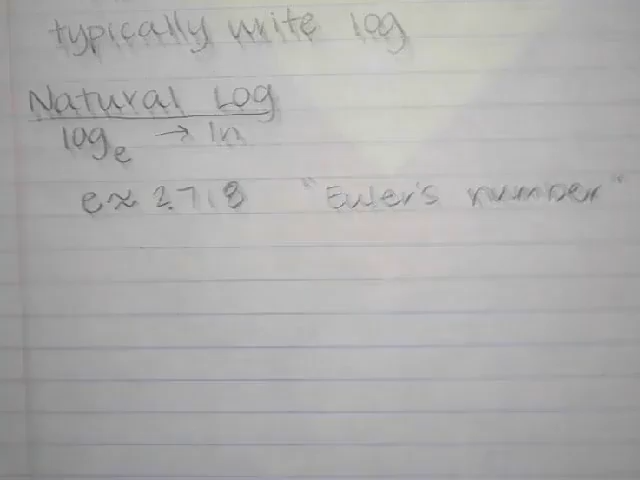 typically write log
Natural Log
log_e → ln
e ≈ 2.718 "Euler's number"